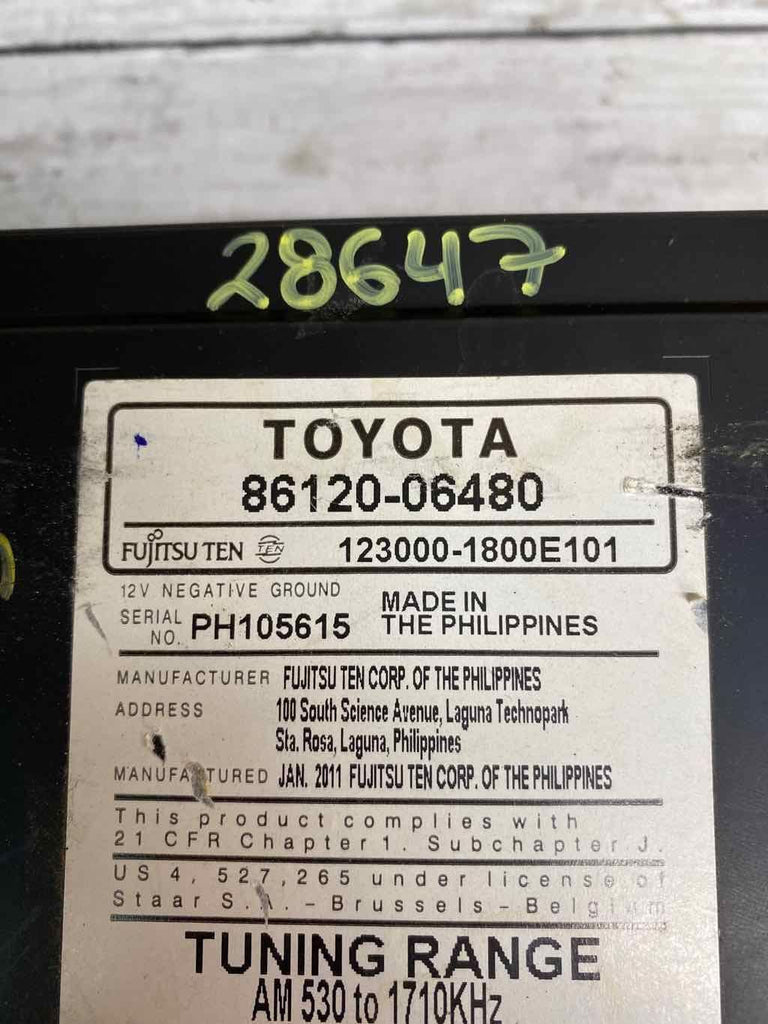 28647
TOYOTA
86120-06480
FUJITSU TEN TEN 123000-1800E101
12V NEGATIVE GROUND
SERIAL NO. PH105615
MADE IN
THE PHILIPPINES
MANUFACTURER FUJITSU TEN CORP. OF THE PHILIPPINES
ADDRESS 100 South Science Avenue, Laguna Technopark
Sta. Rosa, Laguna, Philippines
MANUFACTURED JAN. 2011 FUJITSU TEN CORP. OF THE PHILIPPINES
This product complies with
21 CFR Chapter 1. Subchapter J.
US 4, 527, 265 under license of
Staar S.A. - Brussels - Belgium
TUNING RANGE
AM 530 to 1710KHz